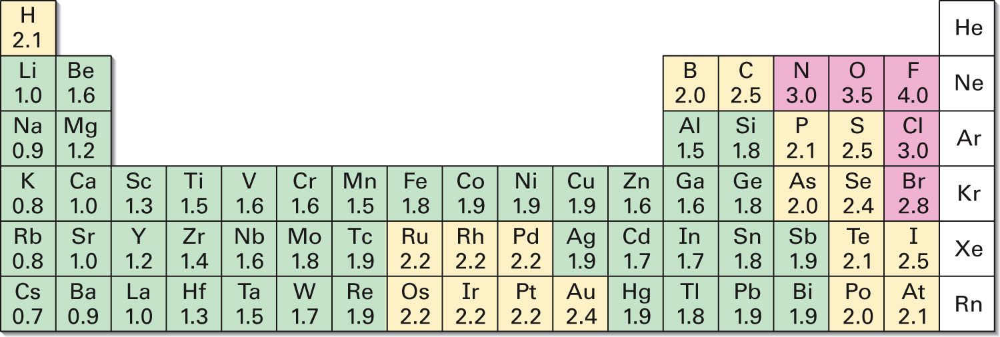 H He
2.1
Li Be B C N O F Ne
1.0 1.6 2.0 2.5 3.0 3.5 4.0
Na Mg Al Si P S Cl Ar
0.9 1.2 1.5 1.8 2.1 2.5 3.0
K Ca Sc Ti V Cr Mn Fe Co Ni Cu Zn Ga Ge As Se Br Kr
0.8 1.0 1.3 1.5 1.6 1.6 1.5 1.8 1.9 1.9 1.9 1.6 1.6 1.8 2.0 2.4 2.8
Rb Sr Y Zr Nb Mo Tc Ru Rh Pd Ag Cd In Sn Sb Te I Xe
0.8 1.0 1.2 1.4 1.6 1.8 1.9 2.2 2.2 2.2 1.9 1.7 1.7 1.8 1.9 2.1 2.5
Cs Ba La Hf Ta W Re Os Ir Pt Au Hg Tl Pb Bi Po At Rn
0.7 0.9 1.0 1.3 1.5 1.7 1.9 2.2 2.2 2.2 2.4 1.9 1.8 1.9 1.9 2.0 2.1